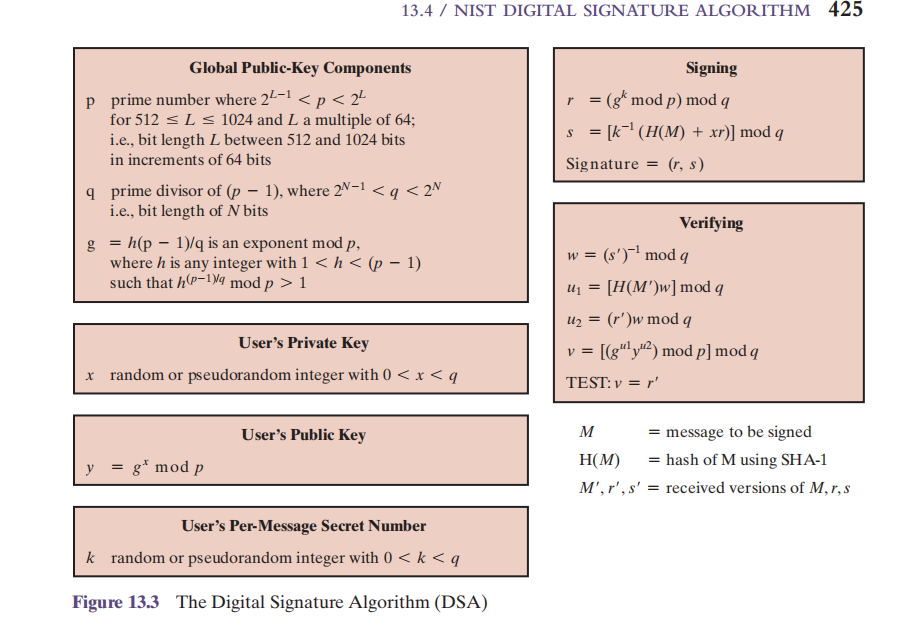 13.4 / NIST DIGITAL SIGNATURE ALGORITHM 425
Global Public-Key Components
p prime number where 2^{L−1} < p < 2^L
for 512 ≤ L ≤ 1024 and L a multiple of 64;
i.e., bit length L between 512 and 1024 bits
in increments of 64 bits
q prime divisor of (p − 1), where 2^{N−1} < q < 2^N
i.e., bit length of N bits
g = h(p − 1)/q is an exponent mod p,
where h is any integer with 1 < h < (p − 1)
such that h^{(p−1)/q} mod p > 1
User's Private Key
x random or pseudorandom integer with 0 < x < q
User's Public Key
y = g^x mod p
User's Per-Message Secret Number
k random or pseudorandom integer with 0 < k < q
Signing
r = (g^k mod p) mod q
s = [k^{−1} (H(M) + xr)] mod q
Signature = (r, s)
Verifying
w = (s')^{−1} mod q
u_1 = [H(M')w] mod q
u_2 = (r')w mod q
v = [(g^{u1}y^{u2}) mod p] mod q
TEST: v = r'
M = message to be signed
H(M) = hash of M using SHA-1
M', r', s' = received versions of M, r, s
Figure 13.3 The Digital Signature Algorithm (DSA)